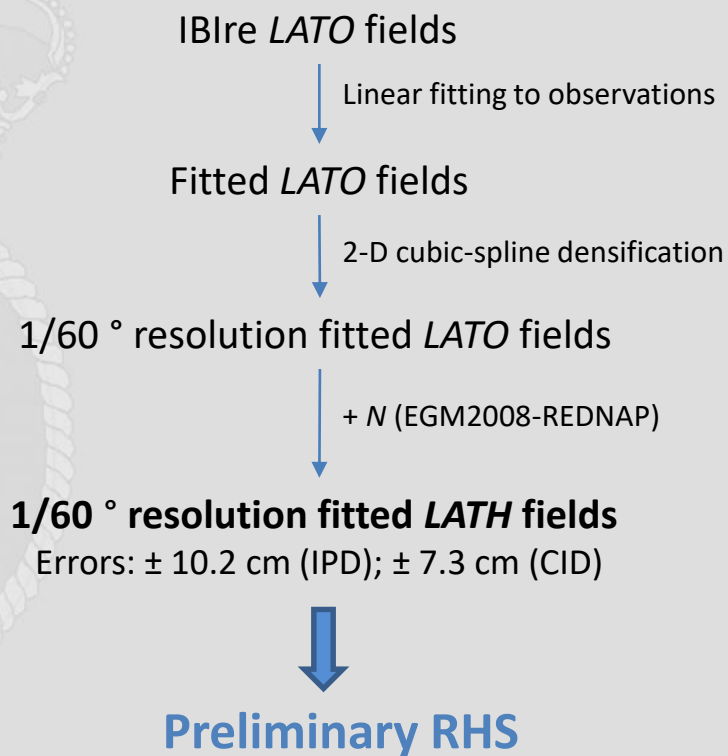 IBIre LATO fields
Linear fitting to observations
Fitted LATO fields
2-D cubic-spline densification
1/60 ° resolution fitted LATO fields
+ N (EGM2008-REDNAP)
1/60 ° resolution fitted LATH fields
Errors: ± 10.2 cm (IPD); ± 7.3 cm (CID)
Preliminary RHS